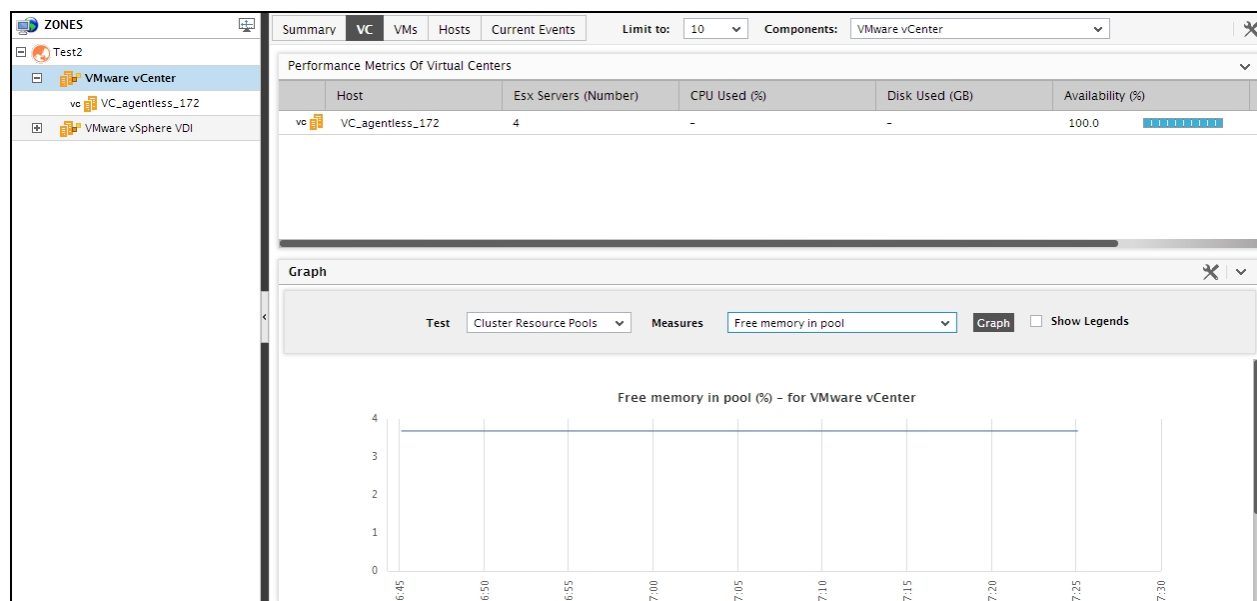 ZONES
Test2
VMware vCenter
vc VC_agentless_172
VMware vSphere VDI
Summary VC VMs Hosts Current Events Limit to: 10 Components: VMware vCenter
Performance Metrics Of Virtual Centers
Host Esx Servers (Number) CPU Used (%) Disk Used (GB) Availability (%)
vc VC_agentless_172 4 - - 100.0
Graph
Test Cluster Resource Pools Measures Free memory in pool Graph Show Legends
Free memory in pool (%) - for VMware vCenter
4
3
2
1
0
6:45 6:50 6:55 7:00 7:05 7:10 7:15 7:20 7:25 7:30